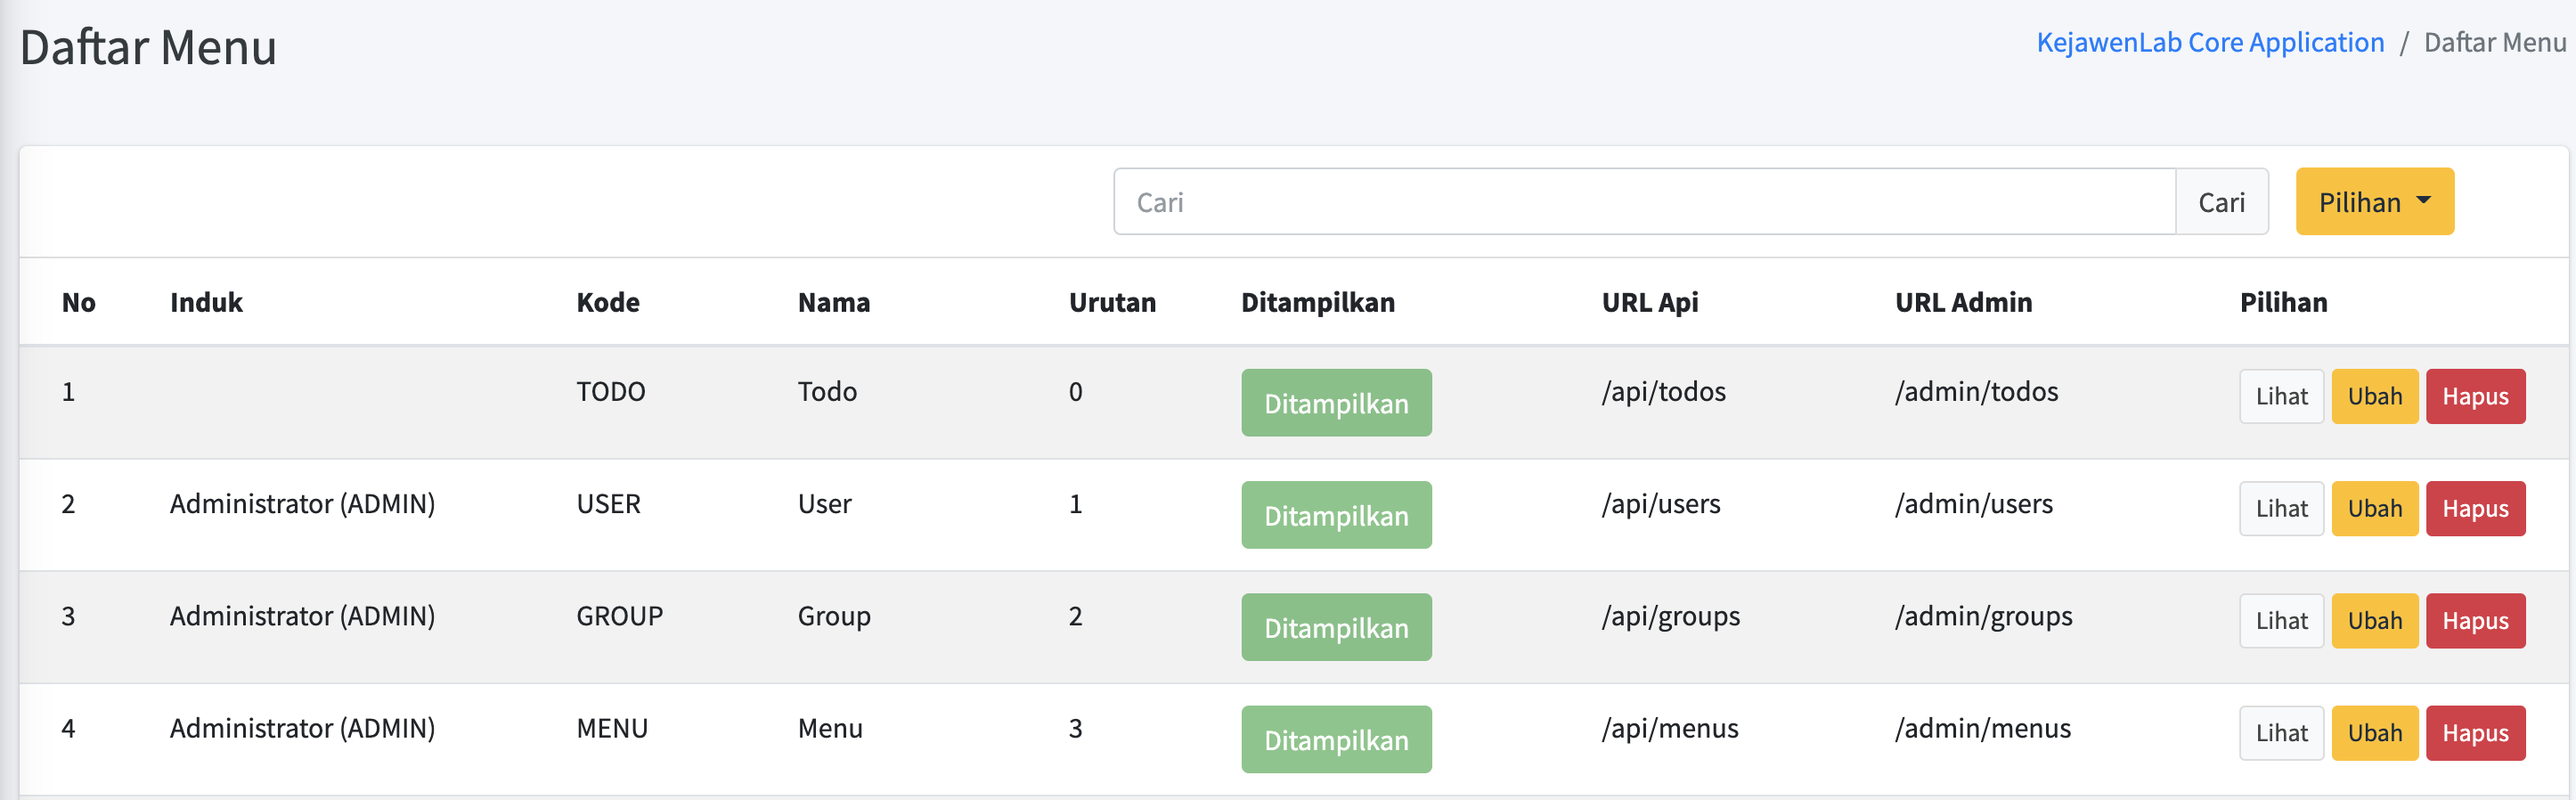 Daftar Menu
KejawenLab Core Application / Daftar Menu
Cari Cari Pilihan
No Induk Kode Nama Urutan Ditampilkan URL Api URL Admin Pilihan
1 TODO Todo 0 Ditampilkan /api/todos /admin/todos Lihat Ubah Hapus
2 Administrator (ADMIN) USER User 1 Ditampilkan /api/users /admin/users Lihat Ubah Hapus
3 Administrator (ADMIN) GROUP Group 2 Ditampilkan /api/groups /admin/groups Lihat Ubah Hapus
4 Administrator (ADMIN) MENU Menu 3 Ditampilkan /api/menus /admin/menus Lihat Ubah Hapus